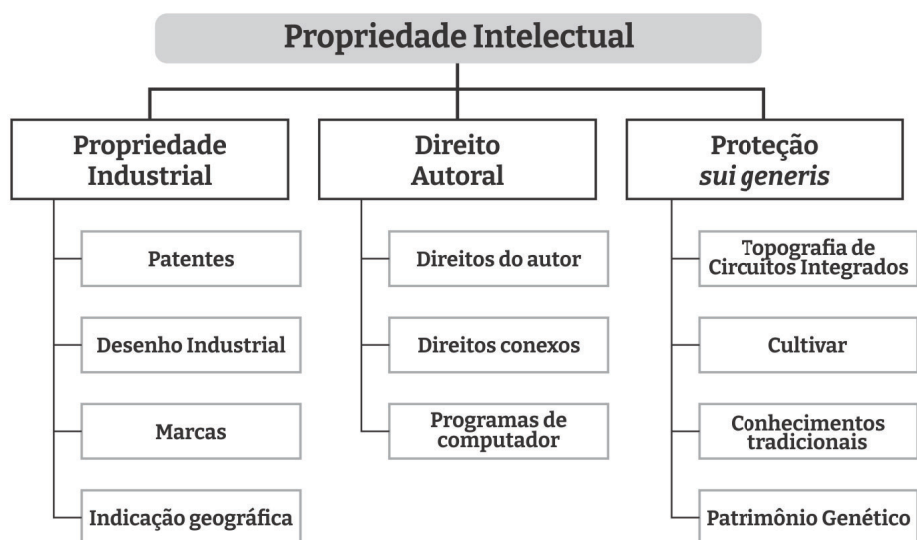 Propriedade Intelectual
Propriedade
Industrial
Patentes
Desenho Industrial
Marcas
Indicação geográfica
Direito
Autoral
Direitos do autor
Direitos conexos
Programas de
computador
Proteção
sui generis
Topografia de
Circuitos Integrados
Cultivar
Conhecimentos
tradicionais
Patrimônio Genético